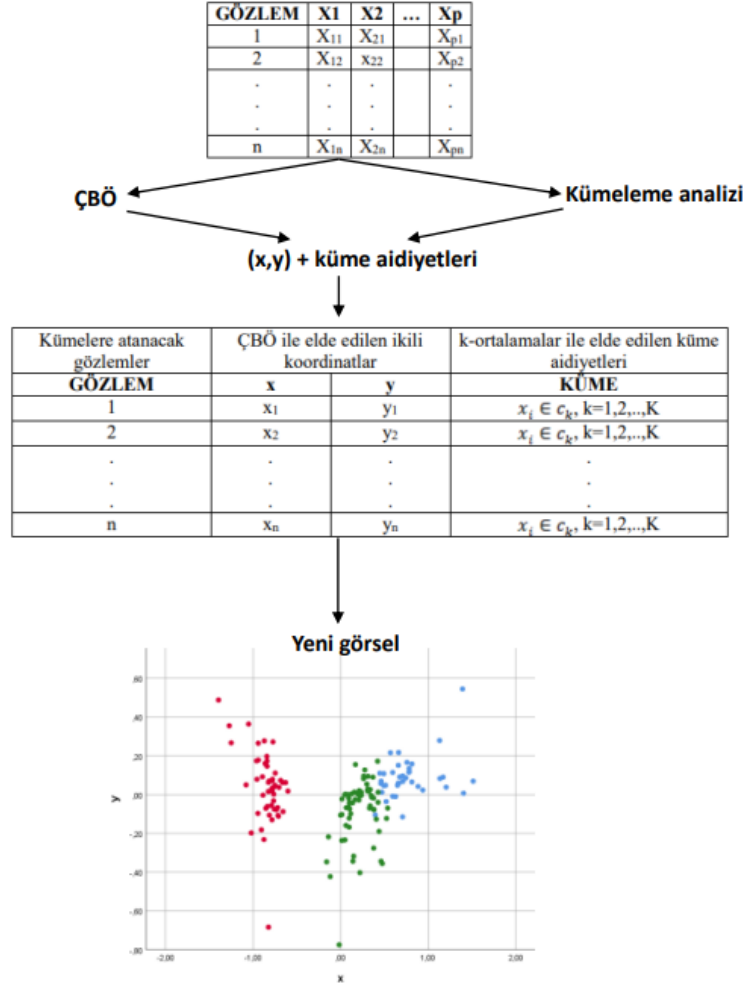 GÖZLEM X1 X2 ... Xp
1 X₁₁ X₂₁ Xₚ₁
2 X₁₂ x₂₂ Xₚ₂
. . . .
. . . .
. . . .
n X₁ₙ X₂ₙ Xₚₙ
ÇBÖ Kümeleme analizi
(x,y) + küme aidiyetleri
Kümelere atanacak gözlemler ÇBÖ ile elde edilen ikili koordinatlar k-ortalamalar ile elde edilen küme aidiyetleri
GÖZLEM x y KÜME
1 x₁ y₁ xᵢ ∈ cₖ, k=1,2,..,K
2 x₂ y₂ xᵢ ∈ cₖ, k=1,2,..,K
. . . .
. . . .
. . . .
n xₙ yₙ xᵢ ∈ cₖ, k=1,2,..,K
Yeni görsel
,60
,40
,20
,00
y
-,20
-,40
-,60
-,80
-2,00 -1,00 ,00 1,00 2,00
x